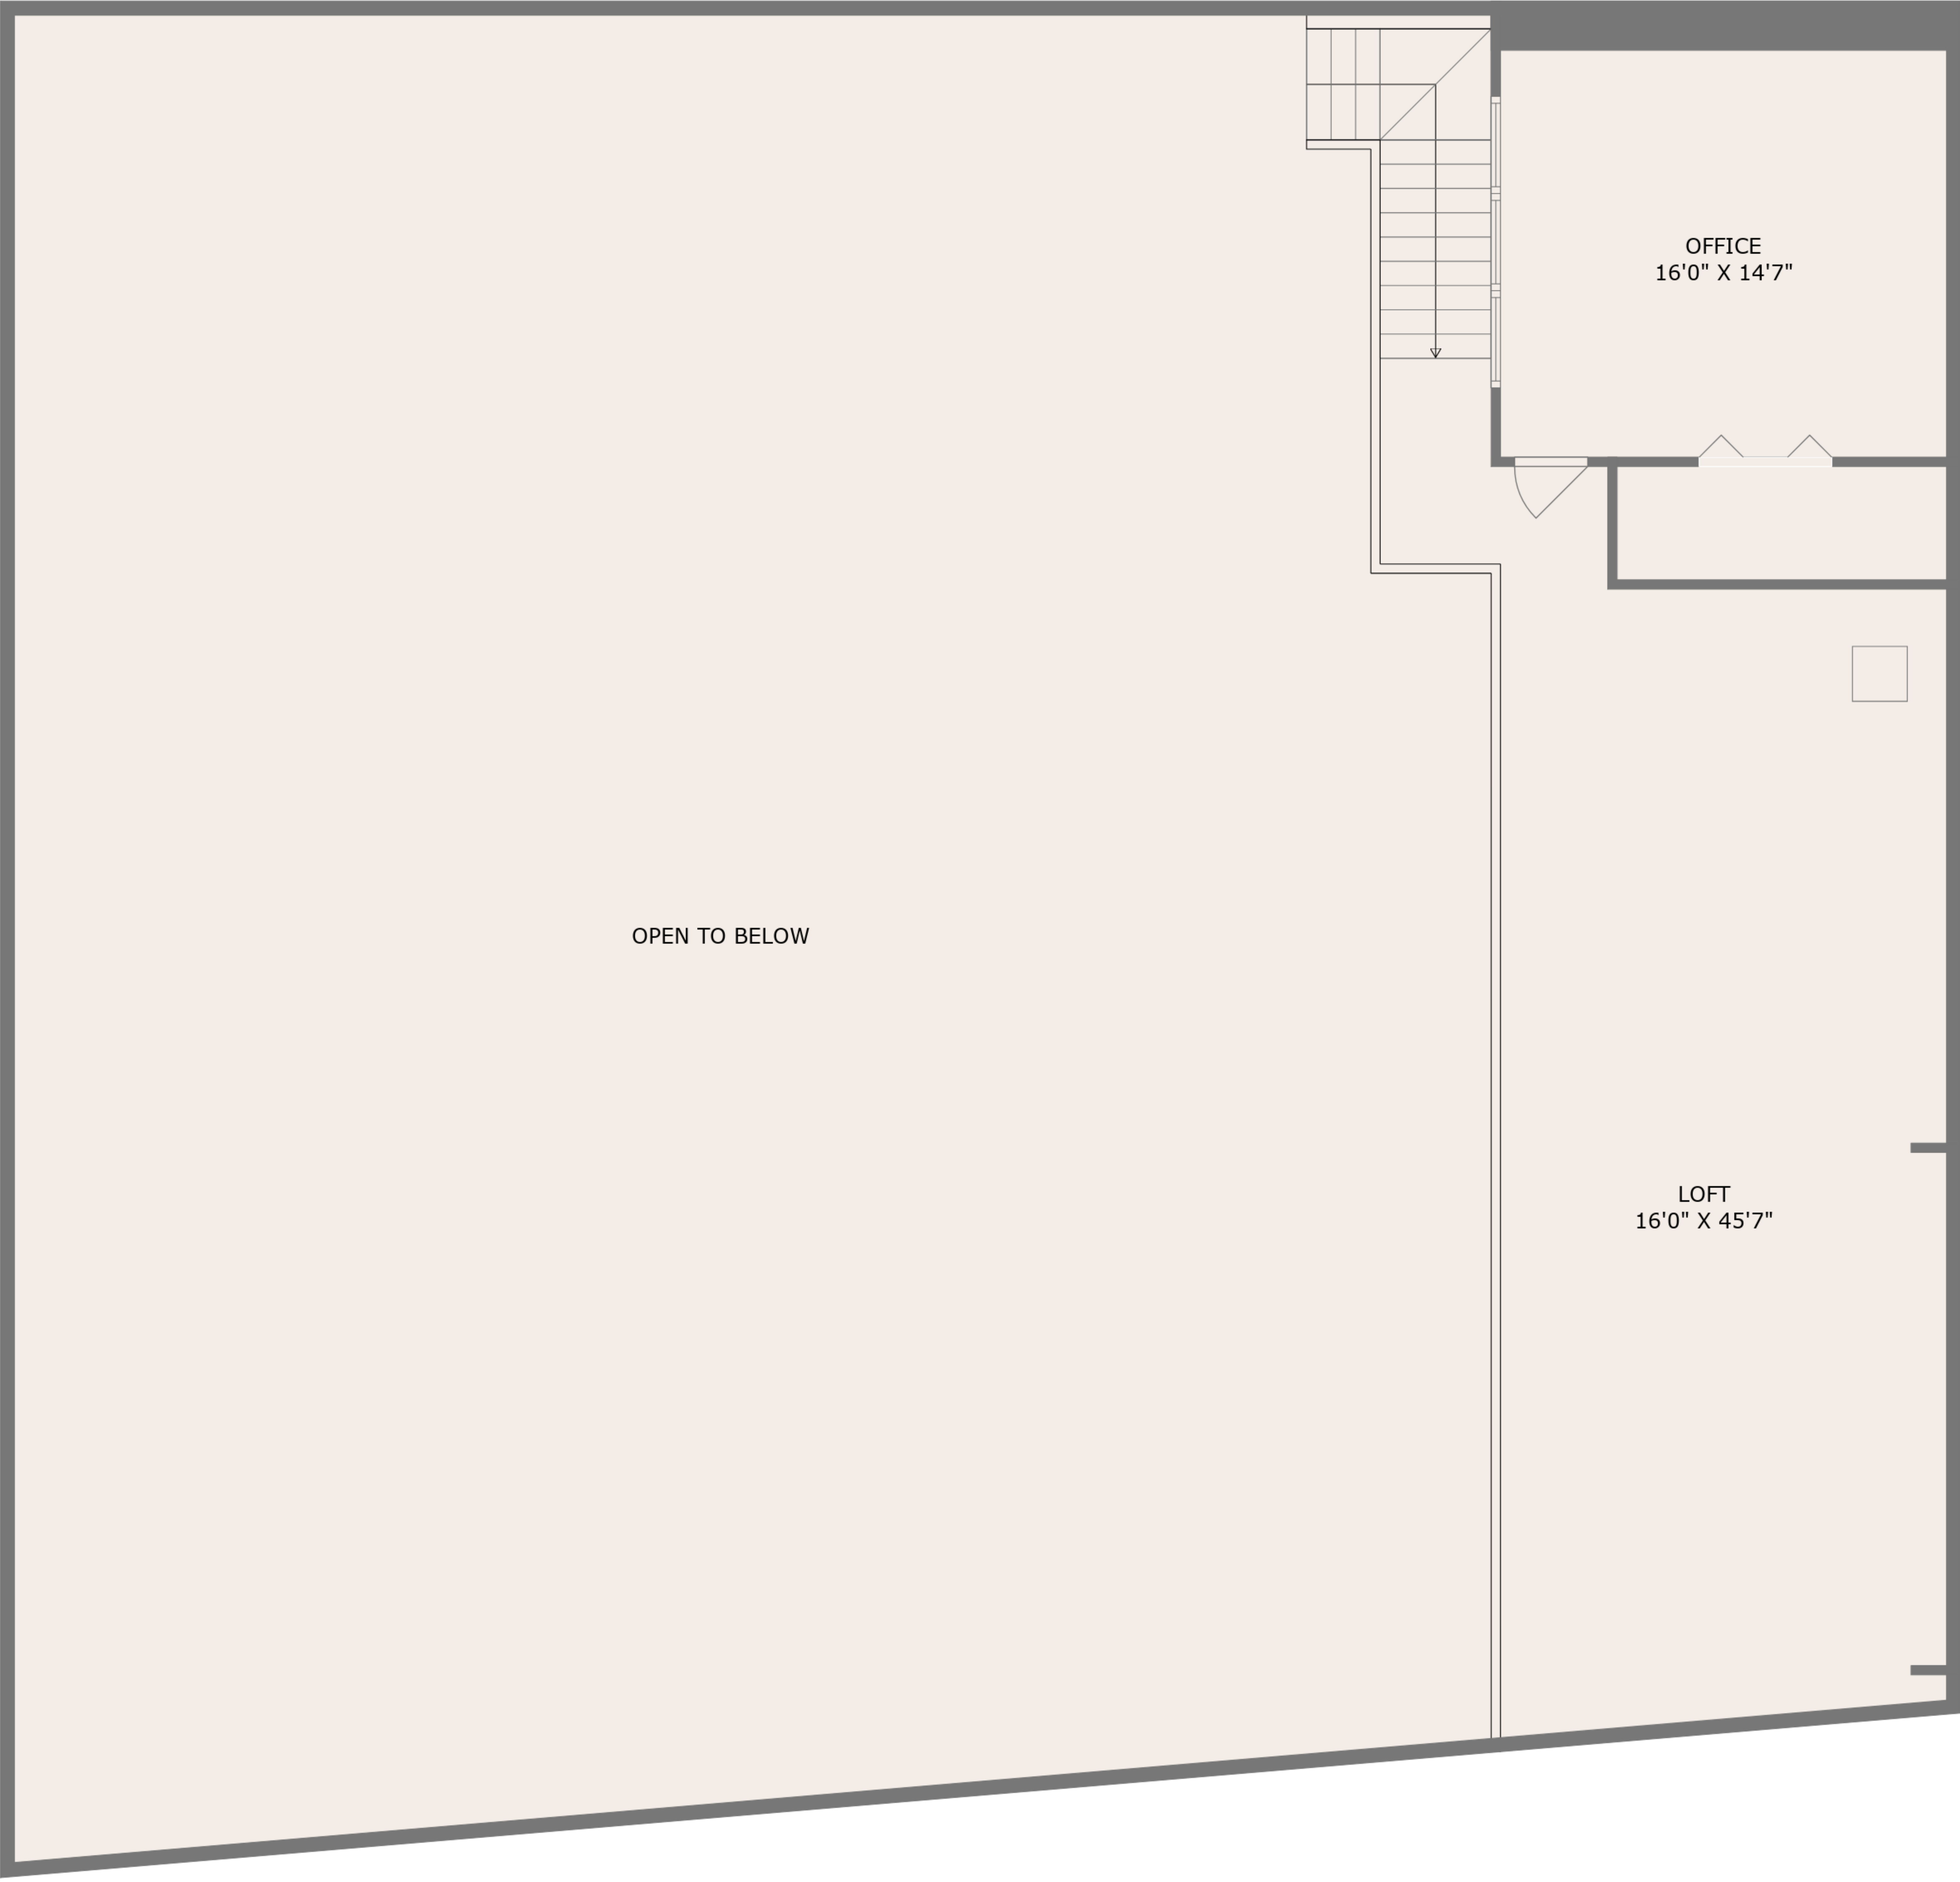 OFFICE
16'0" X 14'7"
OPEN TO BELOW
LOFT
16'0" X 45'7"